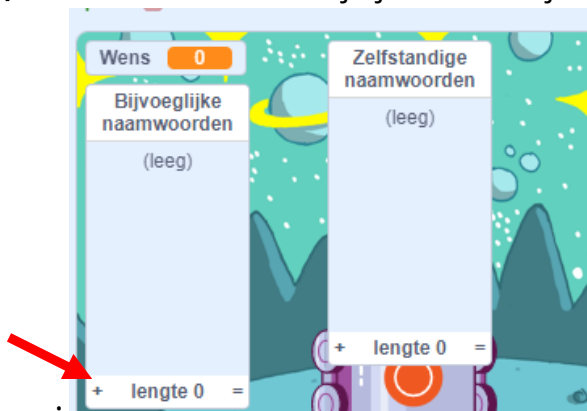 Wens 0
Bijvoeglijke
naamwoorden
(leeg)
+ lengte 0 =
Zelfstandige
naamwoorden
(leeg)
+ lengte 0 =